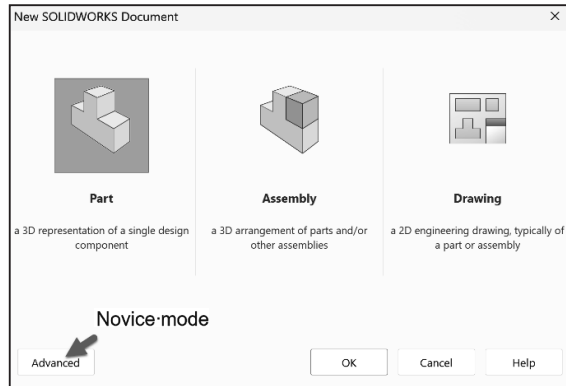 New SOLIDWORKS Document
Part
a 3D representation of a single design
component
Assembly
a 3D arrangement of parts and/or
other assemblies
Drawing
a 2D engineering drawing, typically of
a part or assembly
Novice·mode
Advanced
OK
Cancel
Help